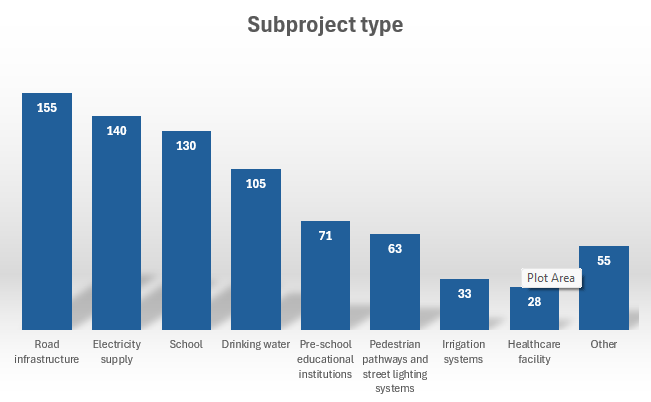 Subproject type
155
140
130
105
71
63
33
28
55
Plot Area
Road
infrastructure
Electricity
supply
School
Drinking water
Pre-school
educational
institutions
Pedestrian
pathways and
street lighting
systems
Irrigation
systems
Healthcare
facility
Other